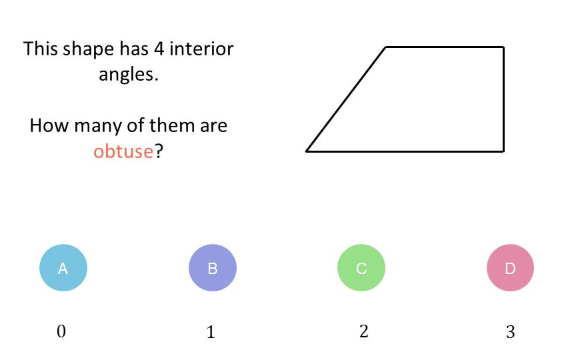 This shape has 4 interior
angles.
How many of them are
obtuse?
A
B
C
D
0
1
2
3